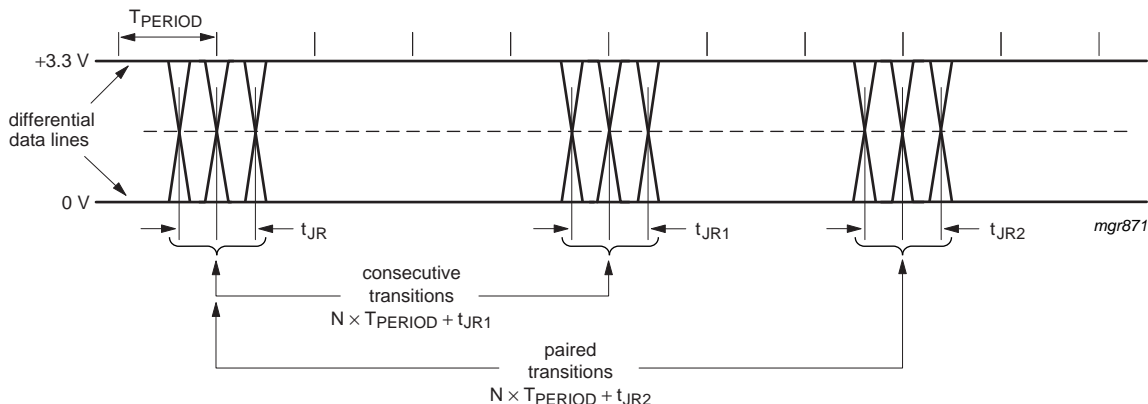 TPERIOD
+3.3 V
differential
data lines
0 V
tJR
tJR1
tJR2
mgr871
consecutive
transitions
N × TPERIOD + tJR1
paired
transitions
N × TPERIOD + tJR2